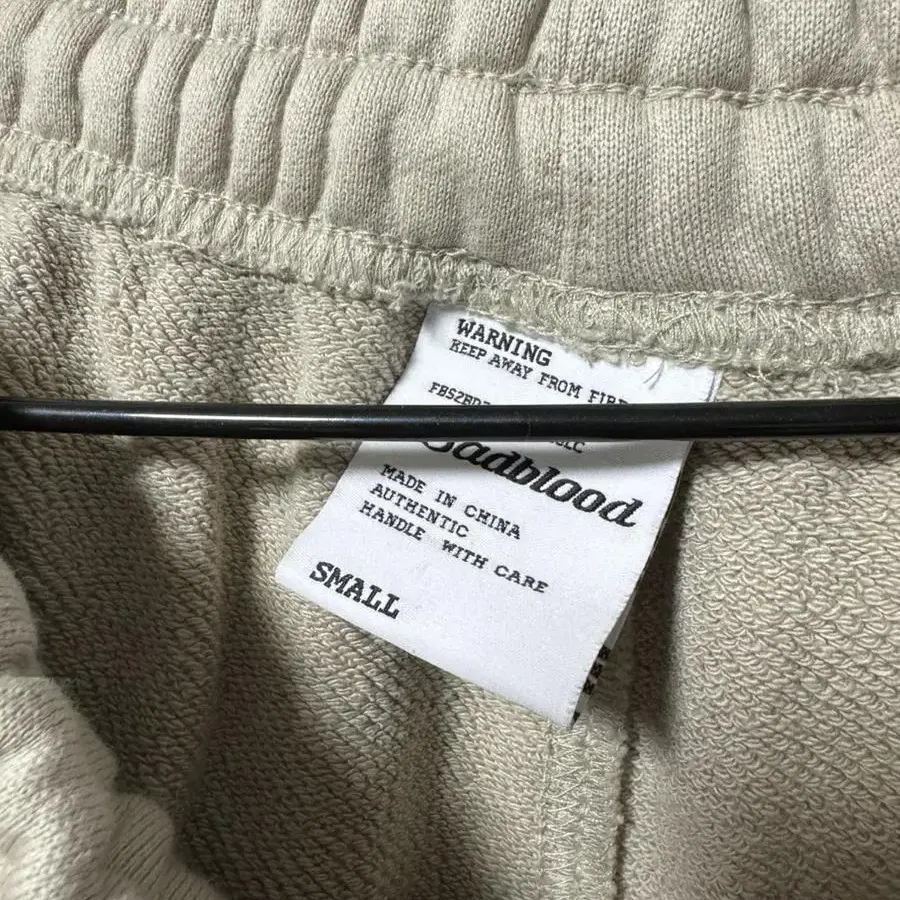 WARNING
KEEP AWAY FROM FIRE
Badblood
MADE IN CHINA
AUTHENTIC
HANDLE WITH CARE
SMALL